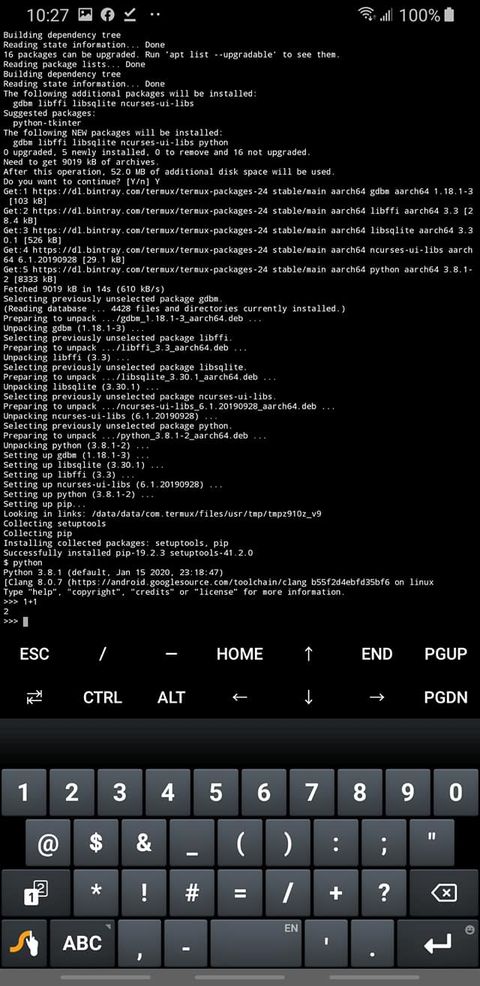 10:27 100%
Building dependency tree
Reading state information... Done
16 packages can be upgraded. Run 'apt list --upgradable' to see them.
Reading package lists... Done
Building dependency tree
Reading state information... Done
The following additional packages will be installed:
  gdbm libffi libsqlite ncurses-ui-libs
Suggested packages:
  python-tkinter
The following NEW packages will be installed:
  gdbm libffi libsqlite ncurses-ui-libs python
0 upgraded, 5 newly installed, 0 to remove and 16 not upgraded.
Need to get 9019 kB of archives.
After this operation, 52.0 MB of additional disk space will be used.
Do you want to continue? [Y/n] Y
Get:1 https://dl.bintray.com/termux/termux-packages-24 stable/main aarch64 gdbm aarch64 1.18.1-3
 [103 kB]
Get:2 https://dl.bintray.com/termux/termux-packages-24 stable/main aarch64 libffi aarch64 3.3 [2
8.4 kB]
Get:3 https://dl.bintray.com/termux/termux-packages-24 stable/main aarch64 libsqlite aarch64 3.3
0.1 [526 kB]
Get:4 https://dl.bintray.com/termux/termux-packages-24 stable/main aarch64 ncurses-ui-libs aarch
64 6.1.20190928 [29.1 kB]
Get:5 https://dl.bintray.com/termux/termux-packages-24 stable/main aarch64 python aarch64 3.8.1-
2 [8333 kB]
Fetched 9019 kB in 14s (610 kB/s)
Selecting previously unselected package gdbm.
(Reading database ... 4428 files and directories currently installed.)
Preparing to unpack .../gdbm_1.18.1-3_aarch64.deb ...
Unpacking gdbm (1.18.1-3) ...
Selecting previously unselected package libffi.
Preparing to unpack .../libffi_3.3_aarch64.deb ...
Unpacking libffi (3.3) ...
Selecting previously unselected package libsqlite.
Preparing to unpack .../libsqlite_3.30.1_aarch64.deb ...
Unpacking libsqlite (3.30.1) ...
Selecting previously unselected package ncurses-ui-libs.
Preparing to unpack .../ncurses-ui-libs_6.1.20190928_aarch64.deb ...
Unpacking ncurses-ui-libs (6.1.20190928) ...
Selecting previously unselected package python.
Preparing to unpack .../python_3.8.1-2_aarch64.deb ...
Unpacking python (3.8.1-2) ...
Setting up gdbm (1.18.1-3) ...
Setting up libsqlite (3.30.1) ...
Setting up libffi (3.3) ...
Setting up ncurses-ui-libs (6.1.20190928) ...
Setting up python (3.8.1-2) ...
Setting up pip...
Looking in links: /data/data/com.termux/files/usr/tmp/tmpz910z_v9
Collecting setuptools
Collecting pip
Installing collected packages: setuptools, pip
Successfully installed pip-19.2.3 setuptools-41.2.0
$ python
Python 3.8.1 (default, Jan 15 2020, 23:18:47)
[Clang 8.0.7 (https://android.googlesource.com/toolchain/clang b55f2d4ebfd35bf6 on linux
Type "help", "copyright", "credits" or "license" for more information.
>>> 1+1
2
>>>
ESC / — HOME ↑ END PGUP
CTRL ALT ← ↓ → PGDN
1 2 3 4 5 6 7 8 9 0
@ $ & _ ( ) : ; "
1 2 * ! # = / + ?
ABC , - EN ' .